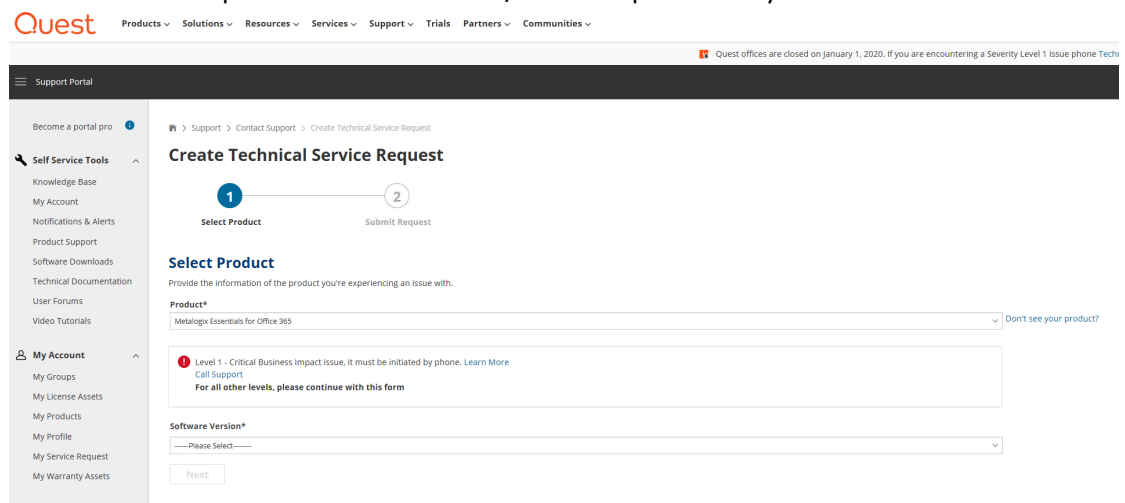 Quest
Products Solutions Resources Services Support Trials Partners Communities
Quest offices are closed on January 1, 2020. If you are encountering a Severity Level 1 issue phone
Support Portal
Become a portal pro
Self Service Tools
Knowledge Base
My Account
Notifications & Alerts
Product Support
Software Downloads
Technical Documentation
User Forums
Video Tutorials
My Account
My Groups
My License Assets
My Products
My Profile
My Service Request
My Warranty Assets
> Support > Contact Support > Create Technical Service Request
Create Technical Service Request
1 2
Select Product Submit Request
Select Product
Provide the information of the product you're experiencing an issue with.
Product*
Metalogix Essentials for Office 365 Don't see your product?
Level 1 - Critical Business Impact issue, it must be initiated by phone. Learn More
Call Support
For all other levels, please continue with this form
Software Version*
------Please Select--------
Next